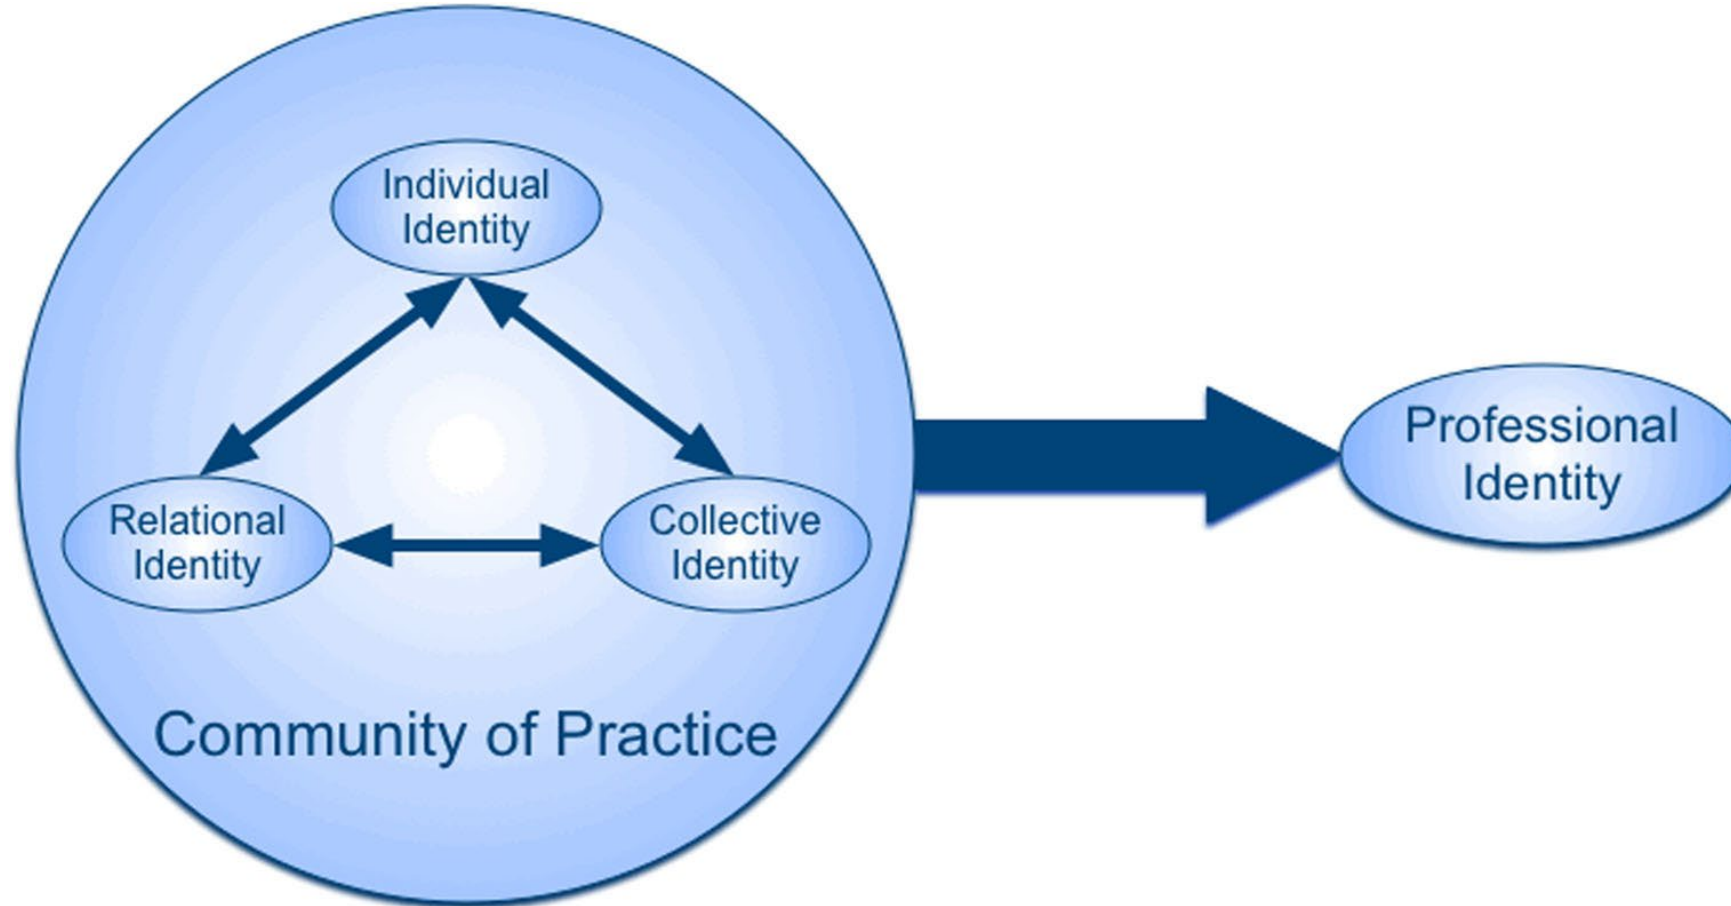 Individual
Identity
Relational
Identity
Collective
Identity
Community of Practice
Professional
Identity